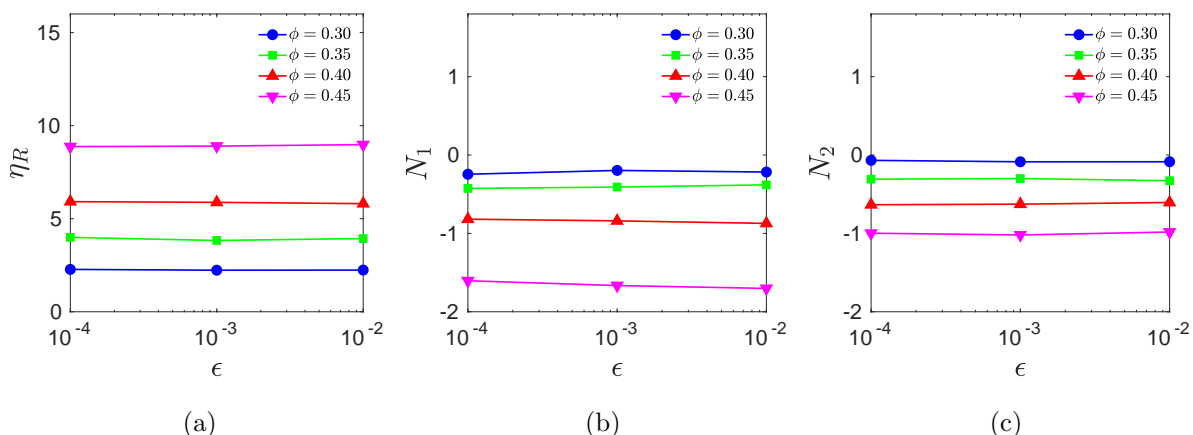 15
10
5
0
η_R
10^-4
10^-3
10^-2
ϵ
ϕ = 0.30
ϕ = 0.35
ϕ = 0.40
ϕ = 0.45
(a)
1
0
-1
-2
N_1
10^-4
10^-3
10^-2
ϵ
ϕ = 0.30
ϕ = 0.35
ϕ = 0.40
ϕ = 0.45
(b)
1
0
-1
-2
N_2
10^-4
10^-3
10^-2
ϵ
ϕ = 0.30
ϕ = 0.35
ϕ = 0.40
ϕ = 0.45
(c)